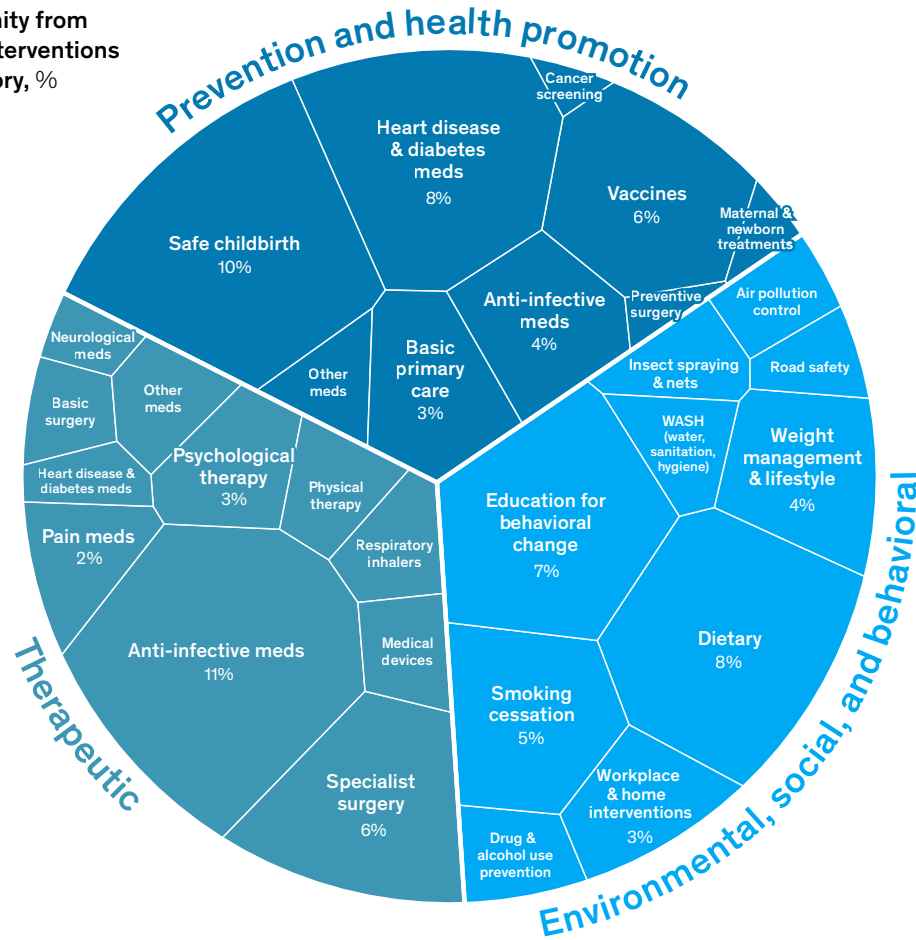 nity from
terventions
ory, %
Prevention and health promotion
Cancer
screening
Heart disease
& diabetes
meds
8%
Vaccines
6%
Maternal &
newborn
treatments
Safe childbirth
10%
Anti-infective
meds
4%
Preventive
surgery
Other
meds
Basic
primary
care
3%
Air pollution
control
Insect spraying
& nets
Road safety
WASH
(water,
sanitation,
hygiene)
Weight
management
& lifestyle
4%
Education for
behavioral
change
7%
Dietary
8%
Smoking
cessation
5%
Workplace
& home
interventions
3%
Drug &
alcohol use
prevention
Environmental, social, and behavioral
Neurological
meds
Other
meds
Basic
surgery
Psychological
therapy
3%
Heart disease &
diabetes meds
Physical
therapy
Pain meds
2%
Respiratory
inhalers
Anti-infective meds
11%
Medical
devices
Specialist
surgery
6%
Therapeutic